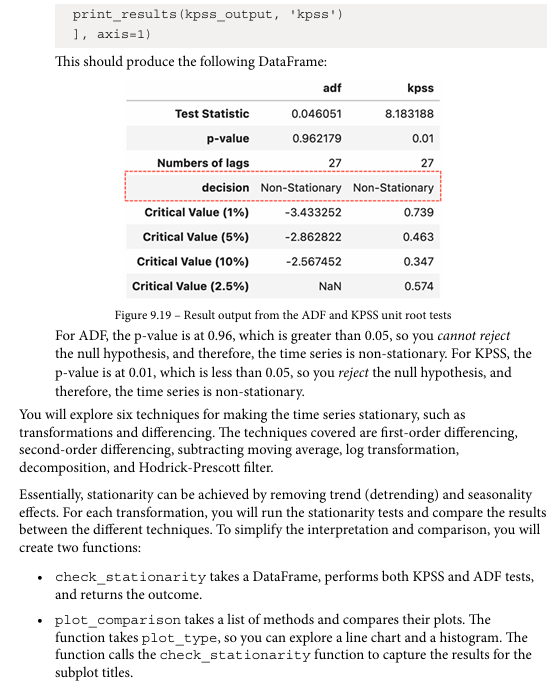 print_results(kpss_output, 'kpss')
], axis=1)
This should produce the following DataFrame:
adf kpss
Test Statistic 0.046051 8.183188
p-value 0.962179 0.01
Numbers of lags 27 27
decision Non-Stationary Non-Stationary
Critical Value (1%) -3.433252 0.739
Critical Value (5%) -2.862822 0.463
Critical Value (10%) -2.567452 0.347
Critical Value (2.5%) NaN 0.574
Figure 9.19 – Result output from the ADF and KPSS unit root tests
For ADF, the p-value is at 0.96, which is greater than 0.05, so you cannot reject
the null hypothesis, and therefore, the time series is non-stationary. For KPSS, the
p-value is at 0.01, which is less than 0.05, so you reject the null hypothesis, and
therefore, the time series is non-stationary.
You will explore six techniques for making the time series stationary, such as
transformations and differencing. The techniques covered are first-order differencing,
second-order differencing, subtracting moving average, log transformation,
decomposition, and Hodrick-Prescott filter.
Essentially, stationarity can be achieved by removing trend (detrending) and seasonality
effects. For each transformation, you will run the stationarity tests and compare the results
between the different techniques. To simplify the interpretation and comparison, you will
create two functions:
• check_stationarity takes a DataFrame, performs both KPSS and ADF tests,
and returns the outcome.
• plot_comparison takes a list of methods and compares their plots. The
function takes plot_type, so you can explore a line chart and a histogram. The
function calls the check_stationarity function to capture the results for the
subplot titles.